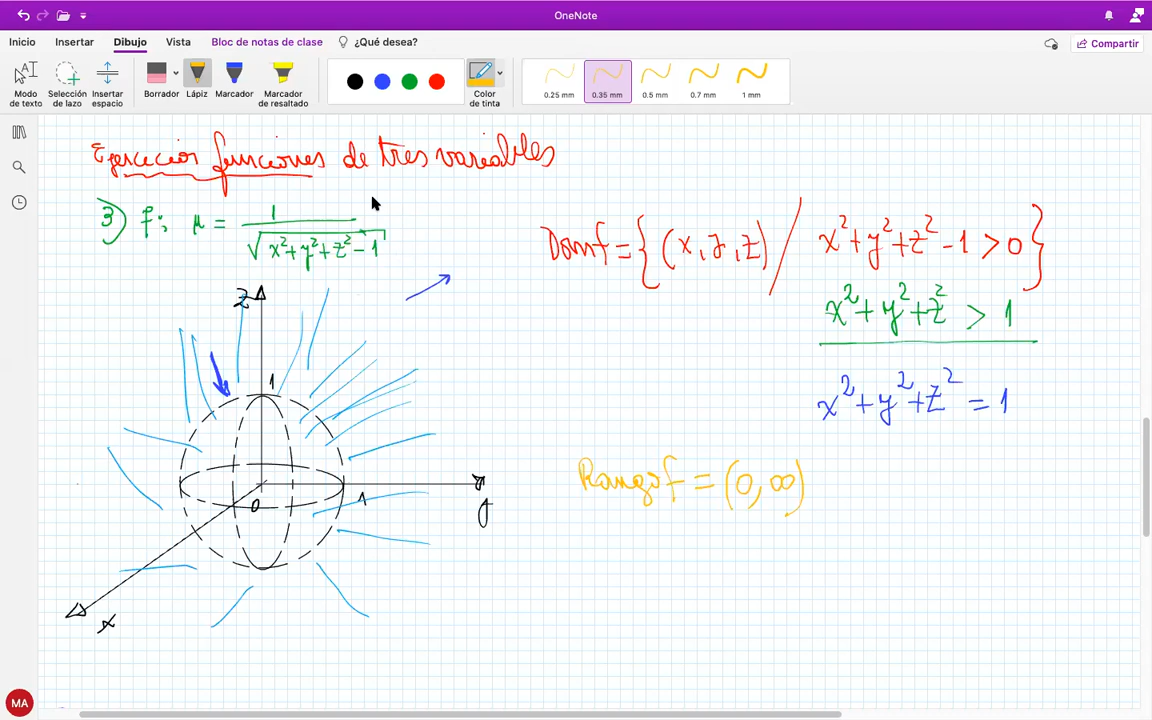 OneNote
Inicio Insertar Dibujo Vista Bloc de notas de clase ¿Qué desea? Compartir
Modo de texto
Selección de lazo
Insertar espacio
Borrador
Lápiz
Marcador
Marcador de resaltado
Color de tinta
0.25 mm 0.35 mm 0.5 mm 0.7 mm 1 mm
Ejercicios funciones de tres variables
3) f: μ = 1 / √(x²+y²+z²-1)
Domf = {(x,y,z) / x²+y²+z²-1 > 0}
x²+y²+z² > 1
x²+y²+z² = 1
Rangof = (0, ∞)
z
1
0
1
y
x
MA